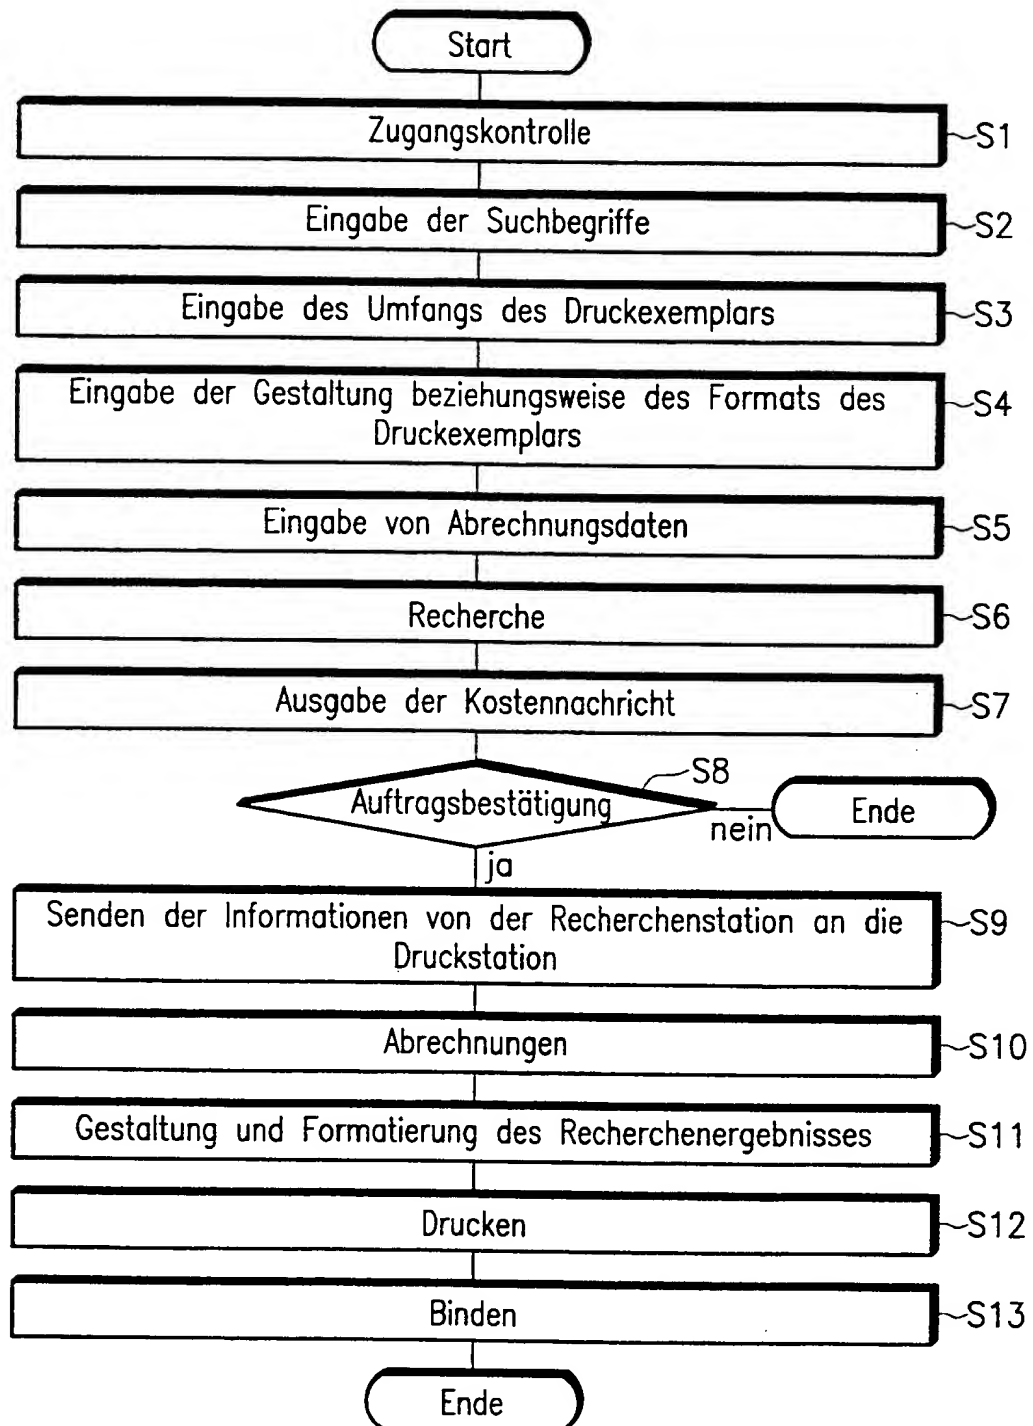 Start
Zugangskontrolle
S1
Eingabe der Suchbegriffe
S2
Eingabe des Umfangs des Druckexemplars
S3
Eingabe der Gestaltung beziehungsweise des Formats des
Druckexemplars
S4
Eingabe von Abrechnungsdaten
S5
Recherche
S6
Ausgabe der Kostennachricht
S7
S8
Auftragsbestätigung
nein
Ende
ja
Senden der Informationen von der Recherchenstation an die
Druckstation
S9
Abrechnungen
S10
Gestaltung und Formatierung des Recherchenergebnisses
S11
Drucken
S12
Binden
S13
Ende